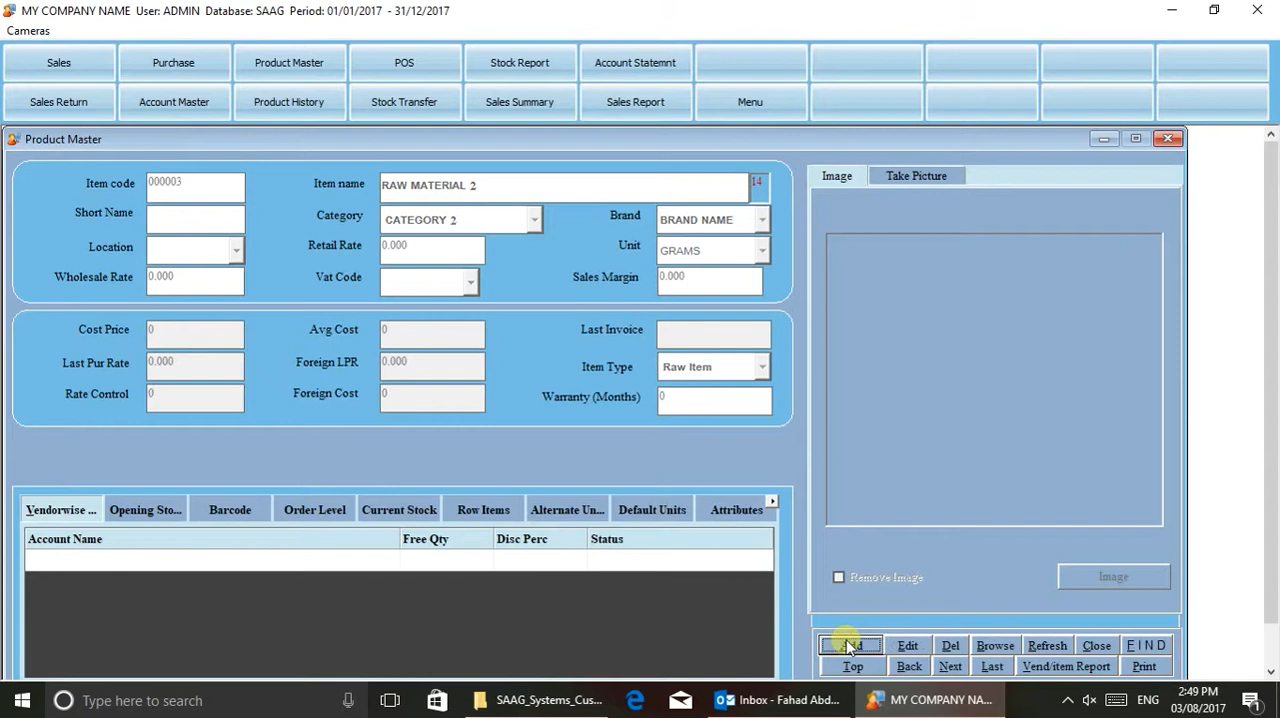 MY COMPANY NAME User: ADMIN Database: SAAG Period: 01/01/2017 - 31/12/2017
Cameras
Sales Purchase Product Master POS Stock Report Account Statemnt
Sales Return Account Master Product History Stock Transfer Sales Summary Sales Report Menu
Product Master
Item code 000003 Item name RAW MATERIAL 2 14
Short Name Category CATEGORY 2 Brand BRAND NAME
Location Retail Rate 0.000 Unit GRAMS
Wholesale Rate 0.000 Vat Code Sales Margin 0.000
Cost Price 0 Avg Cost 0 Last Invoice
Last Pur Rate 0.000 Foreign LPR 0.000 Item Type Raw Item
Rate Control 0 Foreign Cost 0 Warranty (Months) 0
Image Take Picture
Remove Image Image
Vendorwise ... Opening Sto... Barcode Order Level Current Stock Row Items Alternate Un... Default Units Attributes
Account Name Free Qty Disc Perc Status
Add Edit Del Browse Refresh Close FIND
Top Back Next Last Vend/item Report Print
Type here to search SAAG_Systems_Cus... Inbox - Fahad Abd... MY COMPANY NA... ENG 2:49 PM
03/08/2017 1